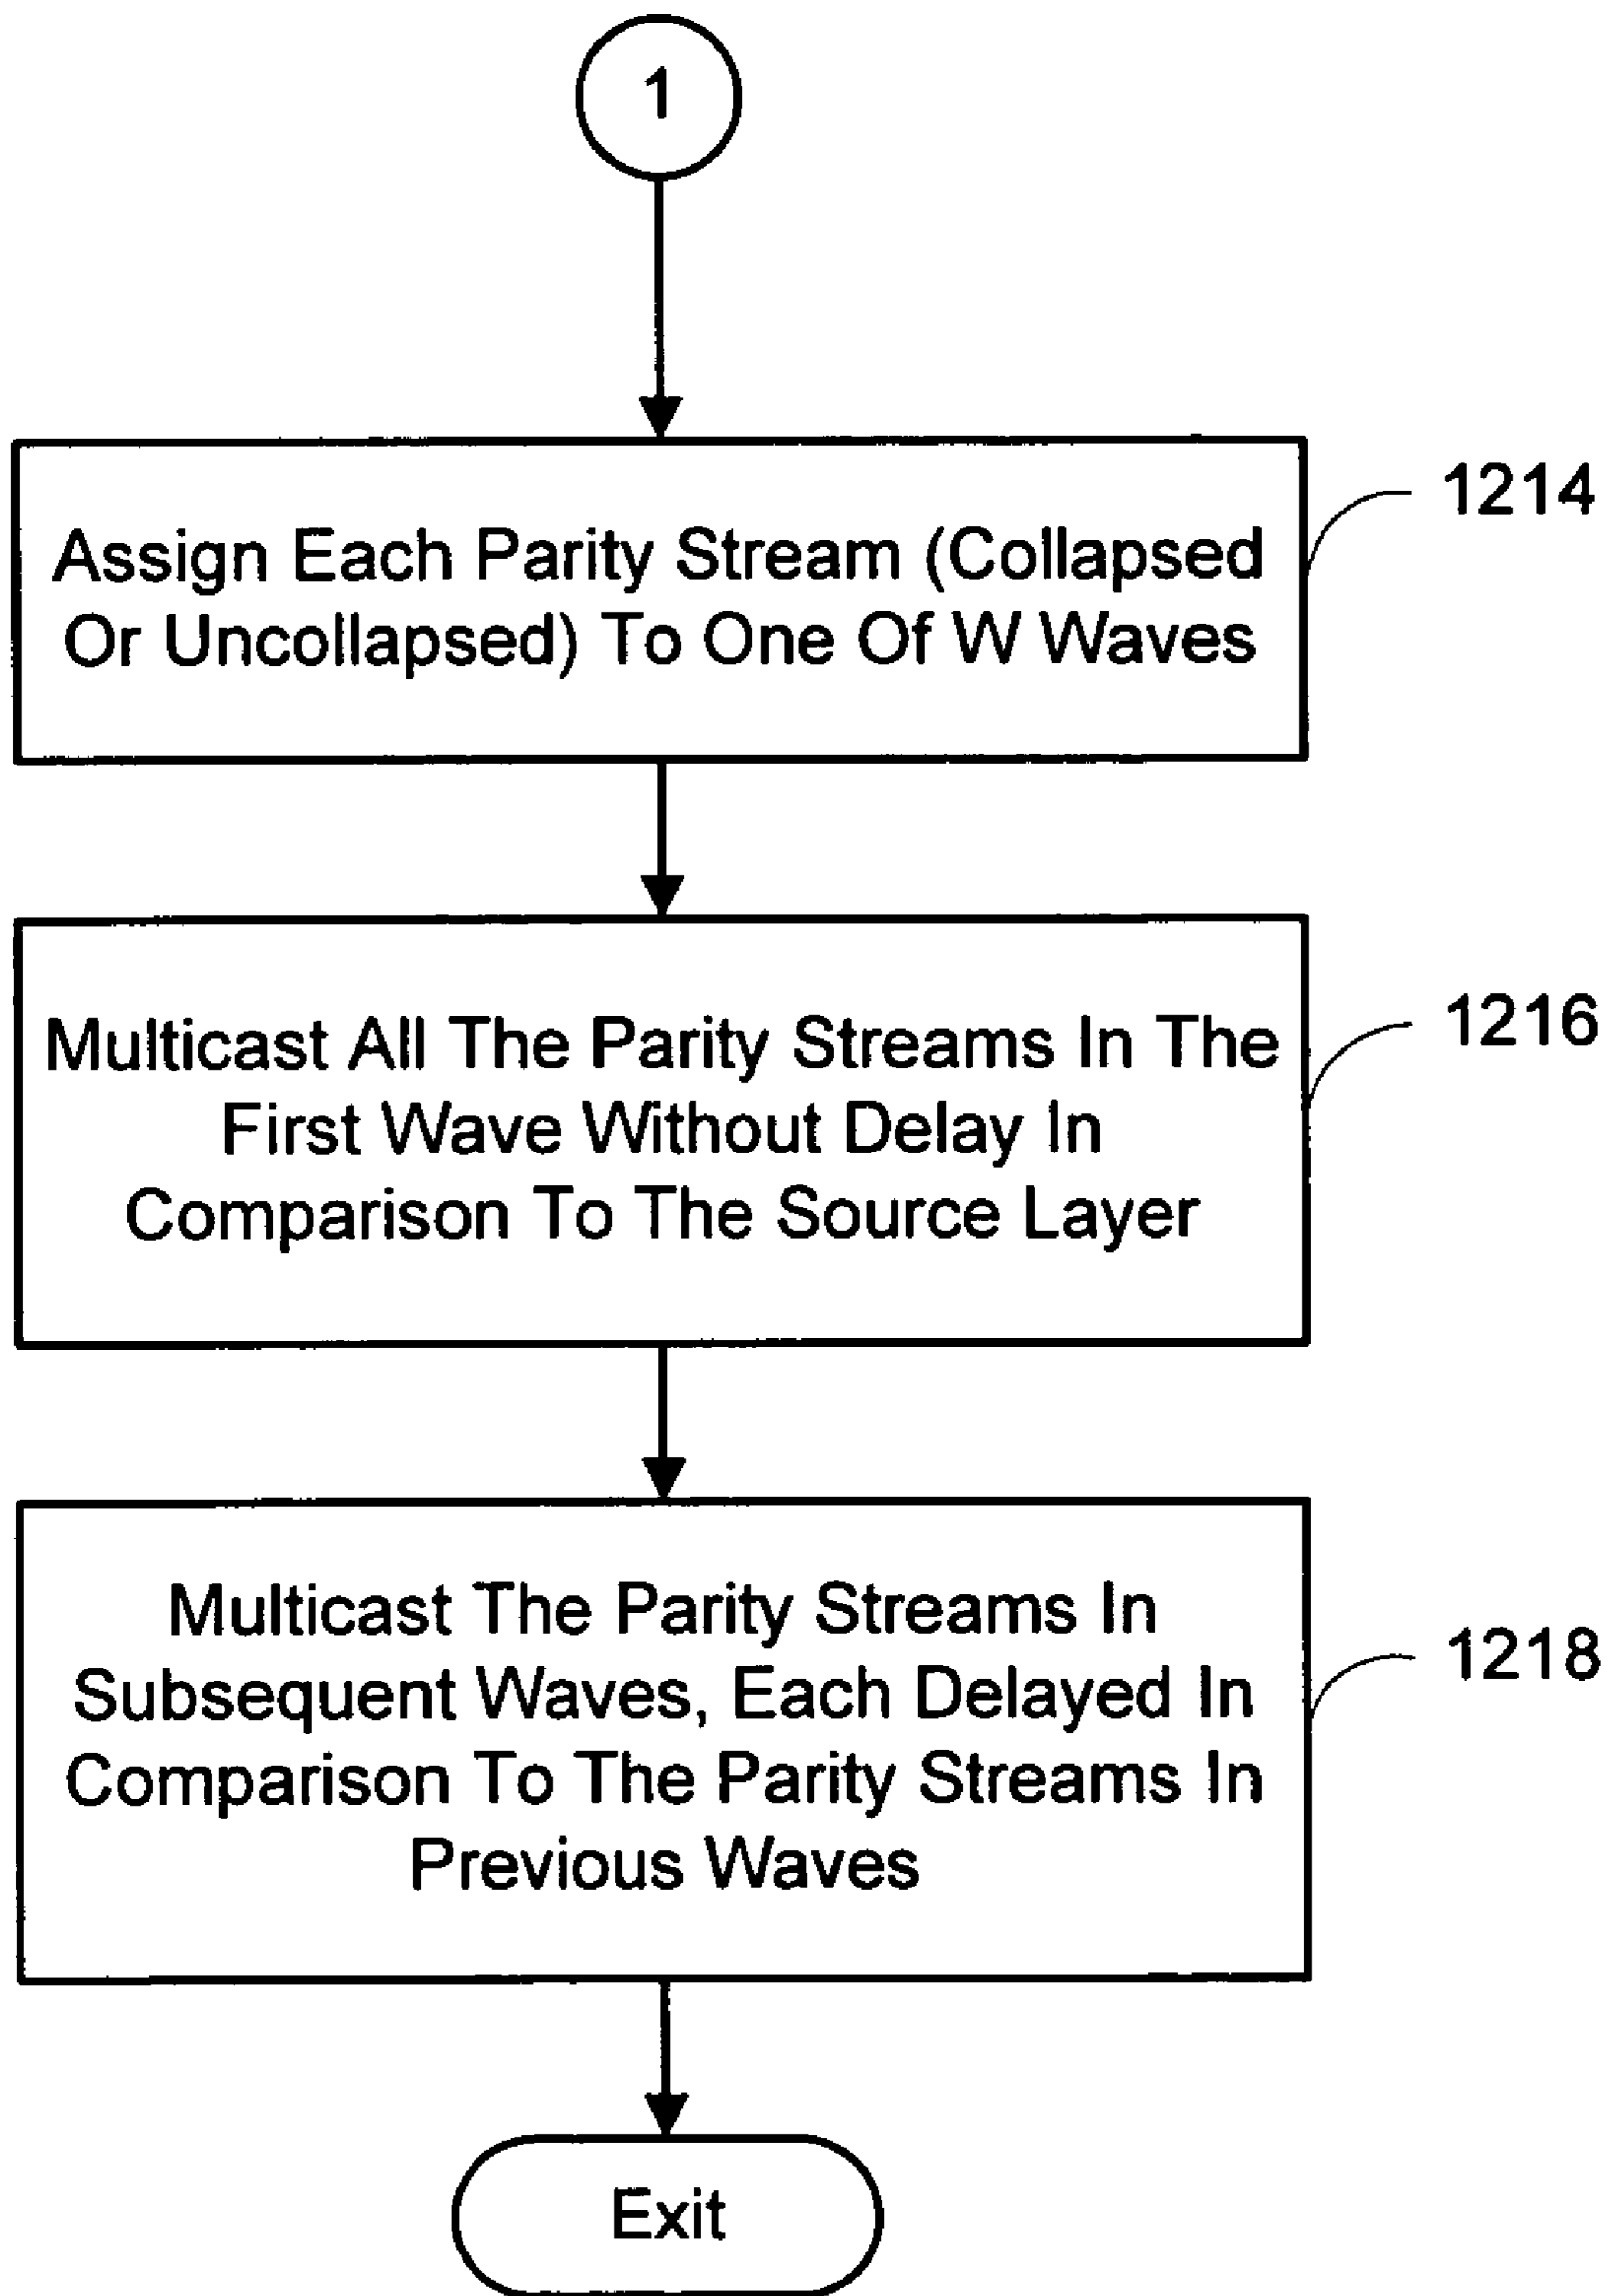 1
Assign Each Parity Stream (Collapsed
Or Uncollapsed) To One Of W Waves
1214
Multicast All The Parity Streams In The
First Wave Without Delay In
Comparison To The Source Layer
1216
Multicast The Parity Streams In
Subsequent Waves, Each Delayed In
Comparison To The Parity Streams In
Previous Waves
1218
Exit